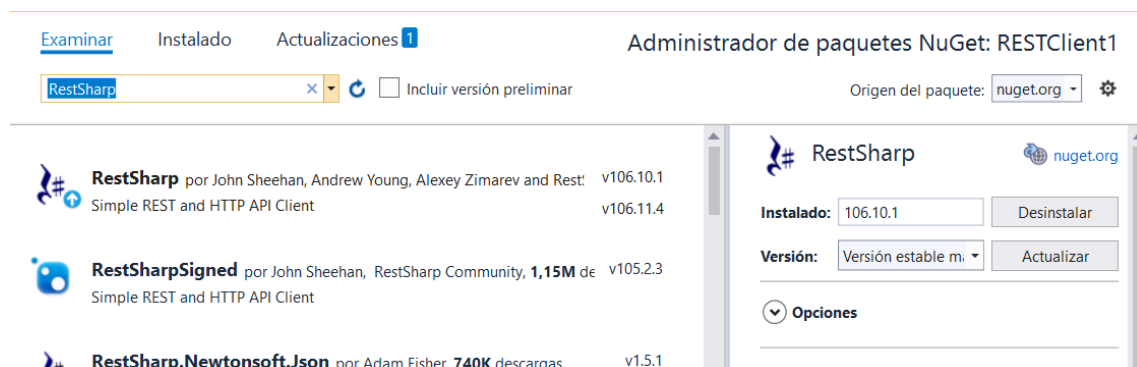 Examinar Instalado Actualizaciones 1
Administrador de paquetes NuGet: RESTClient1
RestSharp
Incluir versión preliminar
Origen del paquete: nuget.org
RestSharp por John Sheehan, Andrew Young, Alexey Zimarev and Rest v106.10.1
Simple REST and HTTP API Client v106.11.4
RestSharpSigned por John Sheehan, RestSharp Community, 1,15M de v105.2.3
Simple REST and HTTP API Client
RestSharp.Newtonsoft.Json por Adam Fisher, 740K descargas v1.5.1
RestSharp nuget.org
Instalado: 106.10.1 Desinstalar
Versión: Versión estable Actualizar
Opciones